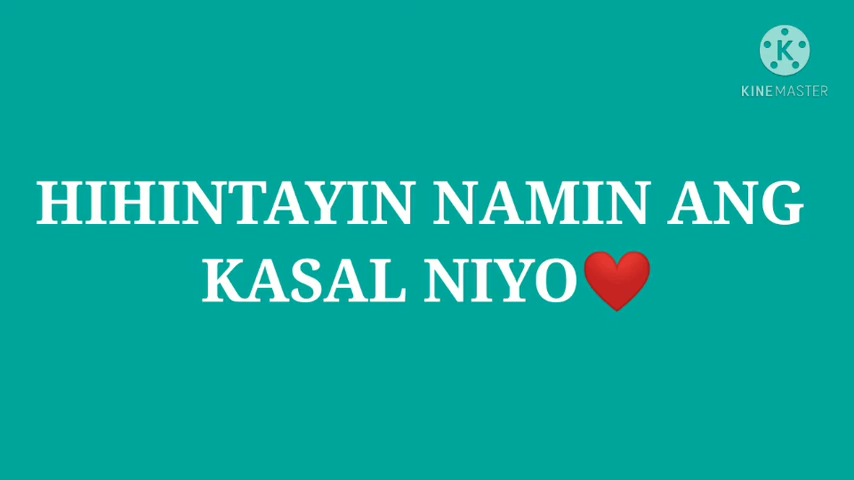 KINEMASTER
HIHINTAYIN NAMIN ANG
KASAL NIYO❤️